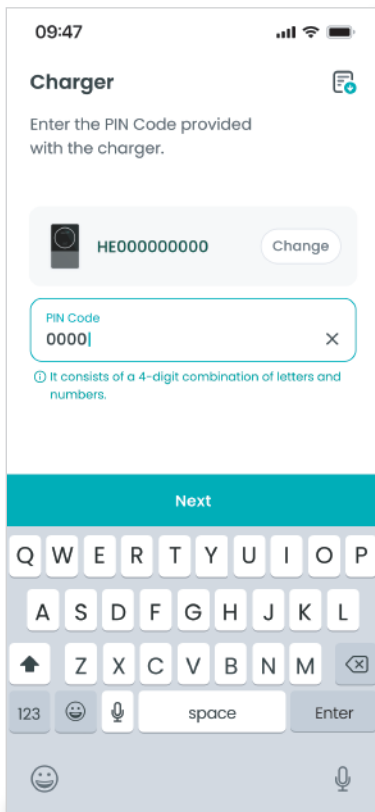 09:47
Charger
Enter the PIN Code provided
with the charger.
HE000000000
Change
PIN Code
0000
It consists of a 4-digit combination of letters and
numbers.
Next
Q W E R T Y U I O P
A S D F G H J K L
Z X C V B N M
123 space Enter